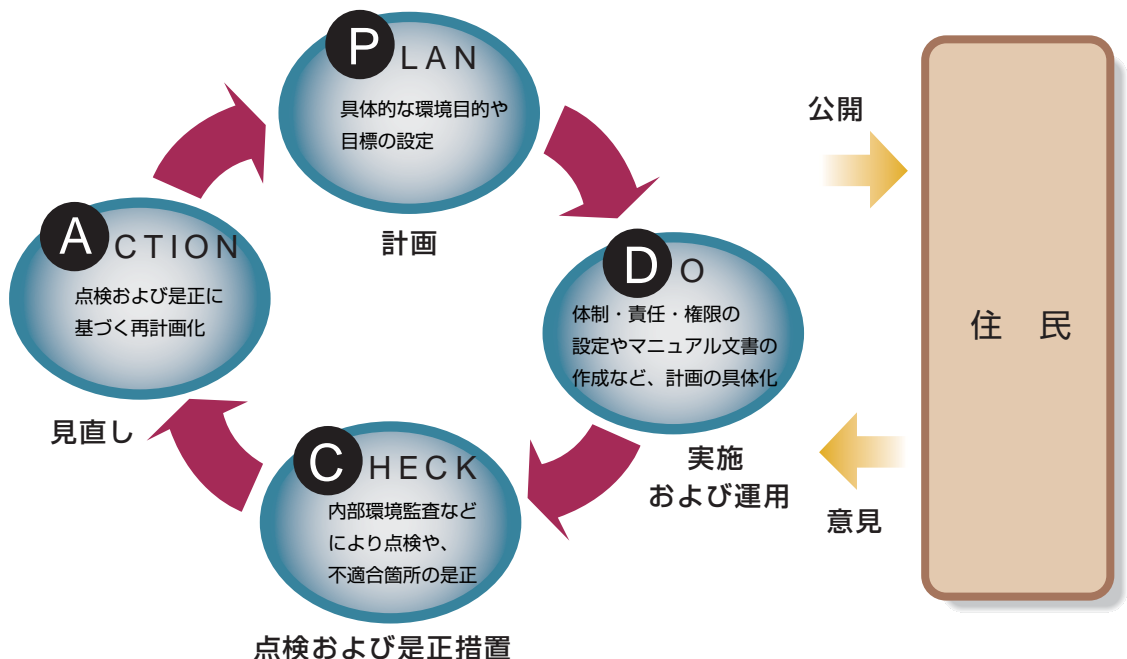 PLAN
具体的な環境目的や
目標の設定
計画
DO
体制・責任・権限の
設定やマニュアル文書の
作成など、計画の具体化
実施
および運用
CHECK
内部環境監査など
により点検や、
不適合箇所の是正
点検および是正措置
ACTION
点検および是正に
基づく再計画化
見直し
公開
意見
住　民